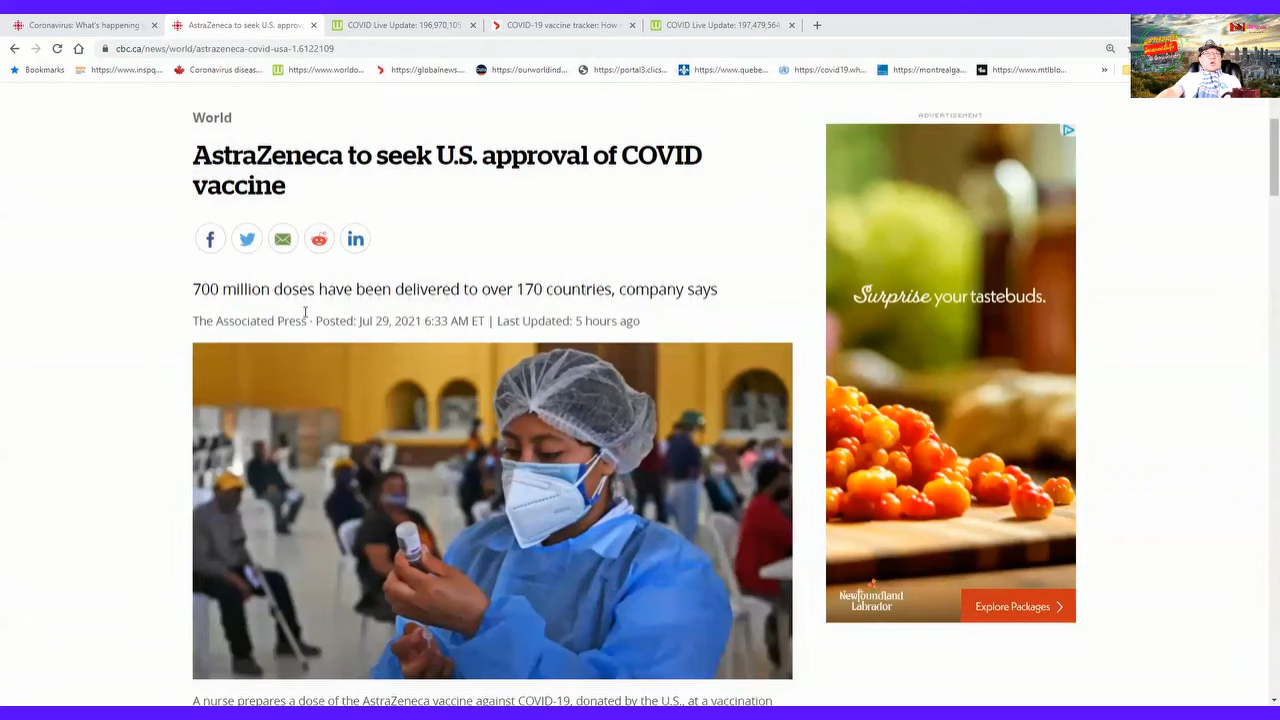 Coronavirus: What's happening
AstraZeneca to seek U.S. approv
COVID Live Update: 196,970,105
COVID-19 vaccine tracker: How
COVID Live Update: 197,479,564
cbc.ca/news/world/astrazeneca-covid-usa-1.6122109
Bookmarks
https://www.inspq...
Coronavirus diseas...
https://www.worldo...
https://globalnews...
https://ourworldind...
https://portal3.clics...
https://www.quebe...
https://covid19.wh...
https://montrealga...
https://www.mtlblo...
World
AstraZeneca to seek U.S. approval of COVID
vaccine
700 million doses have been delivered to over 170 countries, company says
The Associated Press · Posted: Jul 29, 2021 6:33 AM ET | Last Updated: 5 hours ago
A nurse prepares a dose of the AstraZeneca vaccine against COVID-19, donated by the U.S., at a vaccination
ADVERTISEMENT
Surprise your tastebuds.
Newfoundland
Labrador
Explore Packages